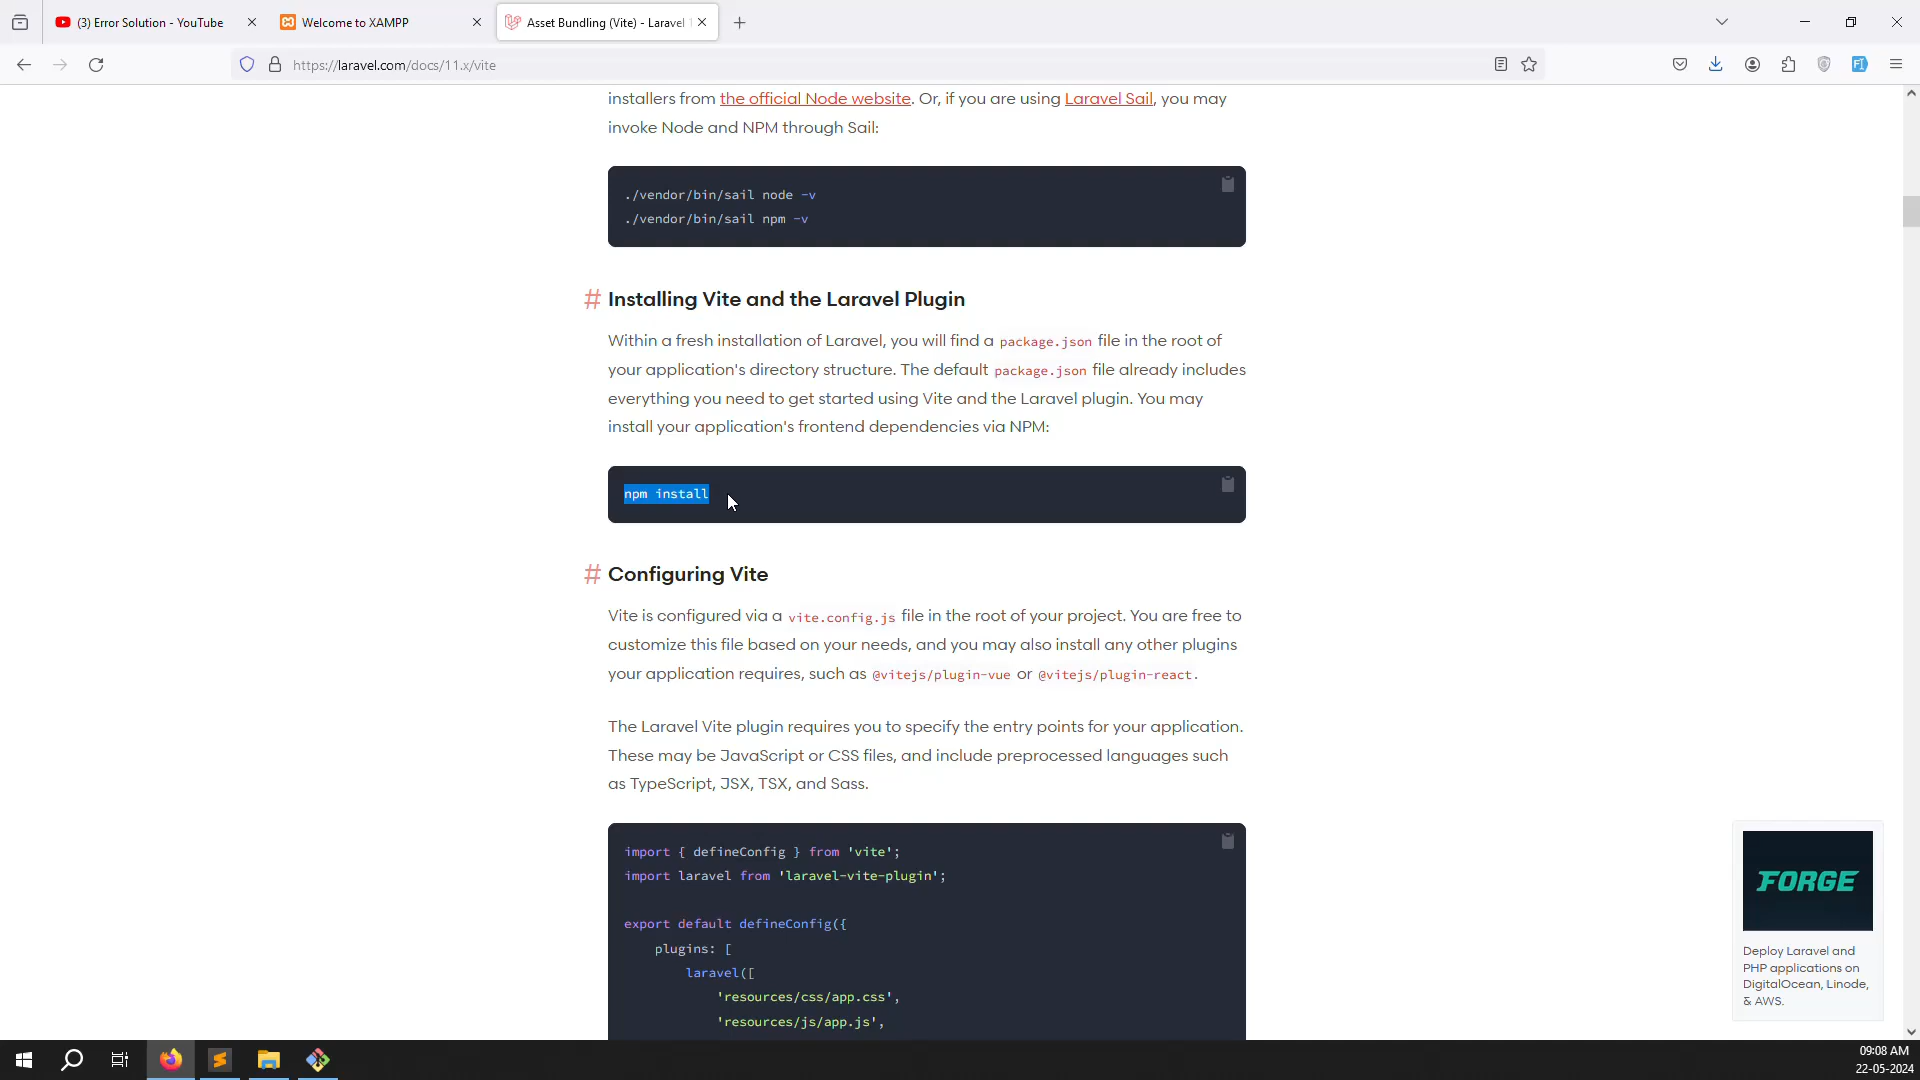 (3) Error Solution - YouTube
Welcome to XAMPP
Asset Bundling (Vite) - Laravel
https://laravel.com/docs/11.x/vite
installers from the official Node website. Or, if you are using Laravel Sail, you may
invoke Node and NPM through Sail:
./vendor/bin/sail node -v
./vendor/bin/sail npm -v
# Installing Vite and the Laravel Plugin
Within a fresh installation of Laravel, you will find a package.json file in the root of
your application's directory structure. The default package.json file already includes
everything you need to get started using Vite and the Laravel plugin. You may
install your application's frontend dependencies via NPM:
npm install
# Configuring Vite
Vite is configured via a vite.config.js file in the root of your project. You are free to
customize this file based on your needs, and you may also install any other plugins
your application requires, such as @vitejs/plugin-vue or @vitejs/plugin-react.
The Laravel Vite plugin requires you to specify the entry points for your application.
These may be JavaScript or CSS files, and include preprocessed languages such
as TypeScript, JSX, TSX, and Sass.
import { defineConfig } from 'vite';
import laravel from 'laravel-vite-plugin';
export default defineConfig({
plugins: [
laravel([
'resources/css/app.css',
'resources/js/app.js',
FORGE
Deploy Laravel and
PHP applications on
DigitalOcean, Linode,
& AWS.
09:08 AM
22-05-2024